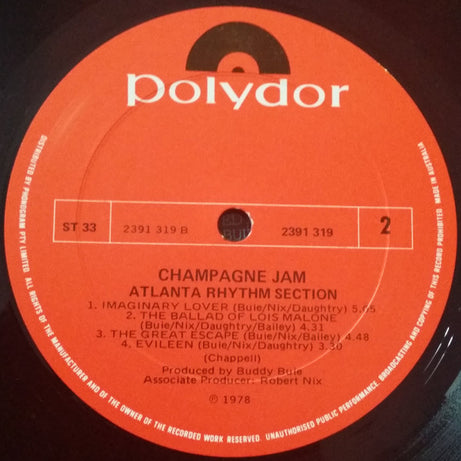 polydor
ST 33
2391 319 B
2391 319
2
CHAMPAGNE JAM
ATLANTA RHYTHM SECTION
1. IMAGINARY LOVER (Buie/Nix/Daughtry) 5.05
2. THE BALLAD OF LOIS MALONE
(Buie/Nix/Daughtry/Bailey) 4.31
3. THE GREAT ESCAPE (Buie/Nix/Bailey) 4.48
4. EVILEEN (Buie/Nix/Daughtry) 3.30
(Chappell)
Produced by Buddy Buie
Associate Producer: Robert Nix
℗ 1978
DISTRIBUTED BY PHONOGRAM PTY LIMITED. ALL RIGHTS OF THE MANUFACTURER AND OF THE OWNER OF THE RECORDED WORK RESERVED. UNAUTHORISED PUBLIC PERFORMANCE, BROADCASTING AND COPYING OF THIS RECORD PROHIBITED. MADE IN AUSTRALIA